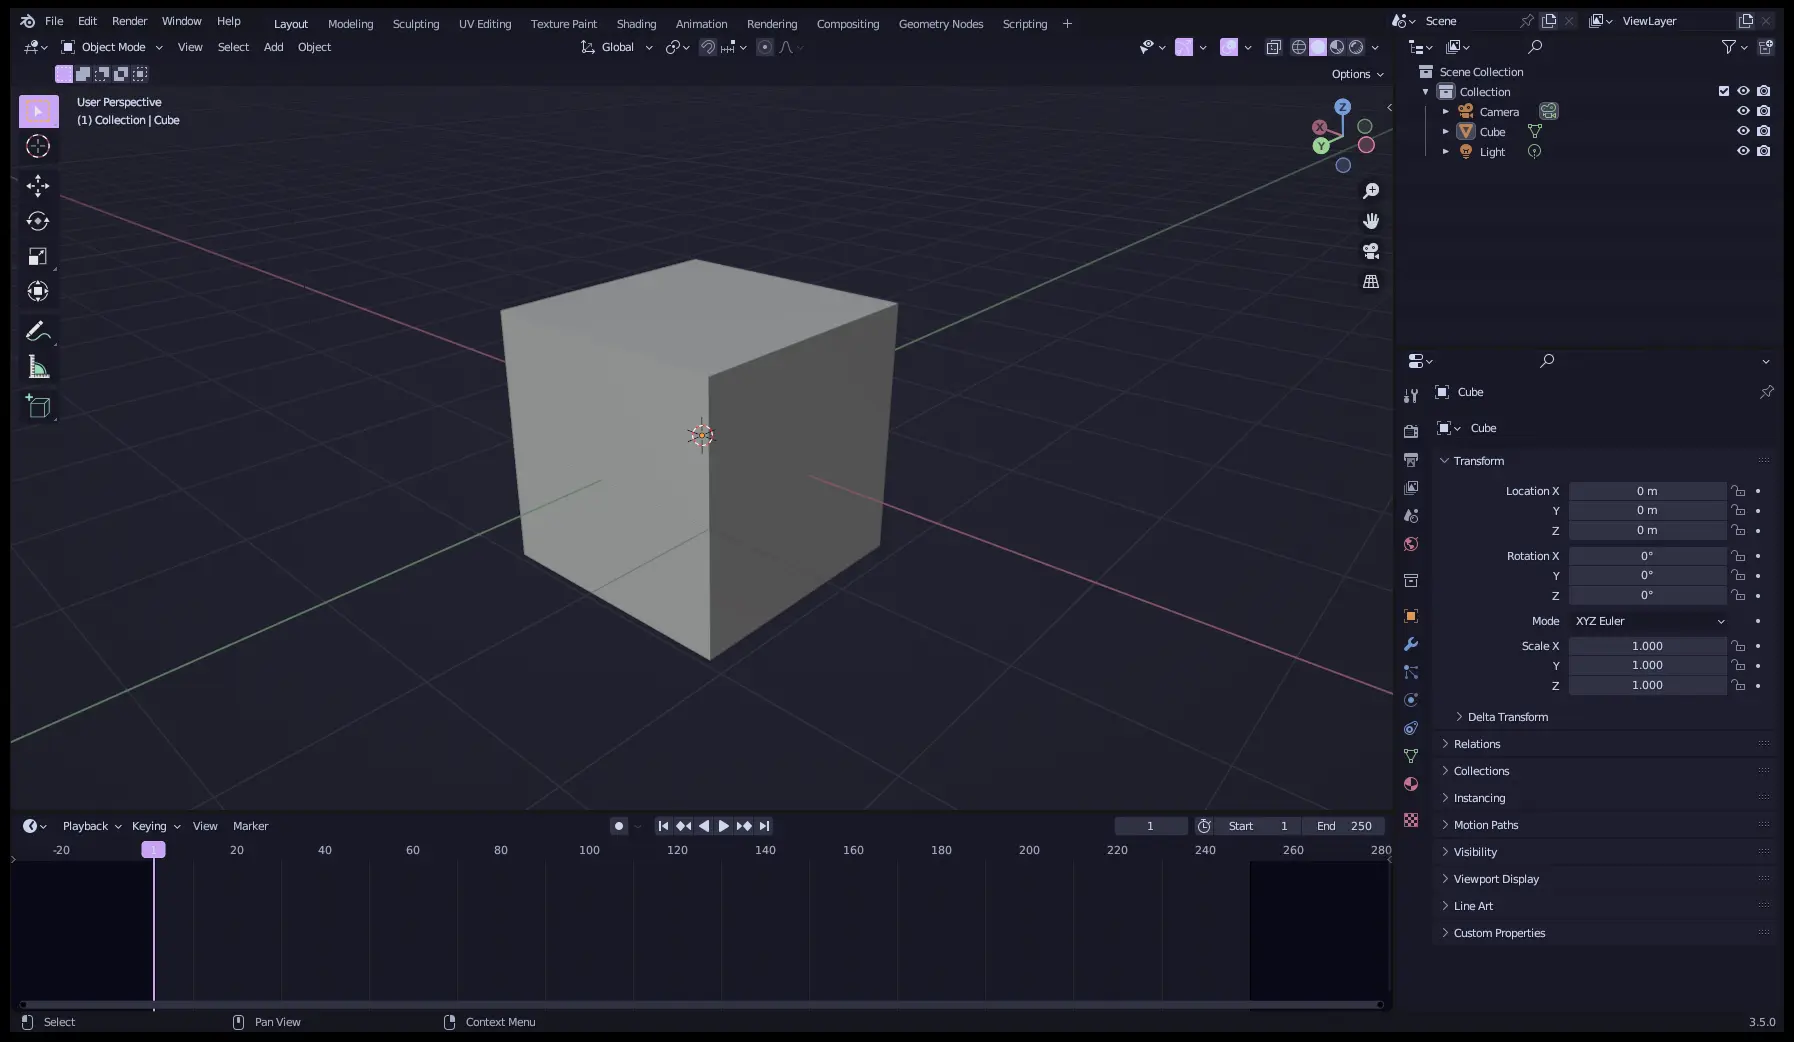 File Edit Render Window Help Layout Modeling Sculpting UV Editing Texture Paint Shading Animation Rendering Compositing Geometry Nodes Scripting + Scene ViewLayer
Object Mode View Select Add Object Global
Options
User Perspective
(1) Collection | Cube
Z
X
Y
Scene Collection
Collection
Camera
Cube
Light
Cube
Cube
Transform
Location X 0 m
Y 0 m
Z 0 m
Rotation X 0°
Y 0°
Z 0°
Mode XYZ Euler
Scale X 1.000
Y 1.000
Z 1.000
Delta Transform
Relations
Collections
Instancing
Motion Paths
Visibility
Viewport Display
Line Art
Custom Properties
Playback Keying View Marker 1 Start 1 End 250
-20 1 20 40 60 80 100 120 140 160 180 200 220 240 260 280
Select Pan View Context Menu 3.5.0